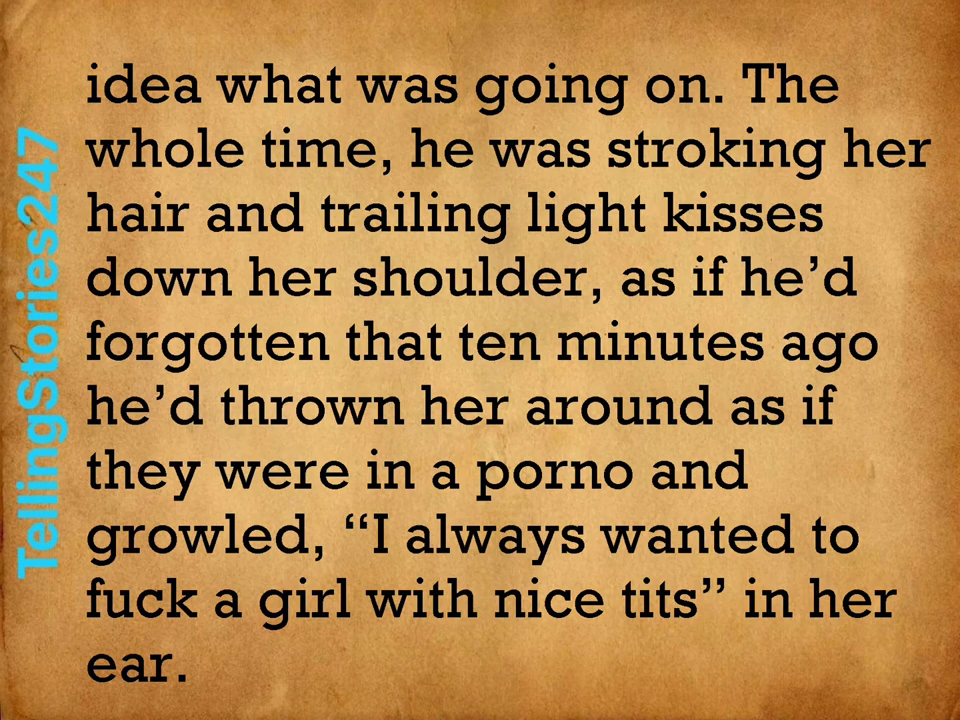 idea what was going on. The
whole time, he was stroking her
hair and trailing light kisses
down her shoulder, as if he’d
forgotten that ten minutes ago
he’d thrown her around as if
they were in a porno and
growled, “I always wanted to
fuck a girl with nice tits” in her
ear.
TellingStories247